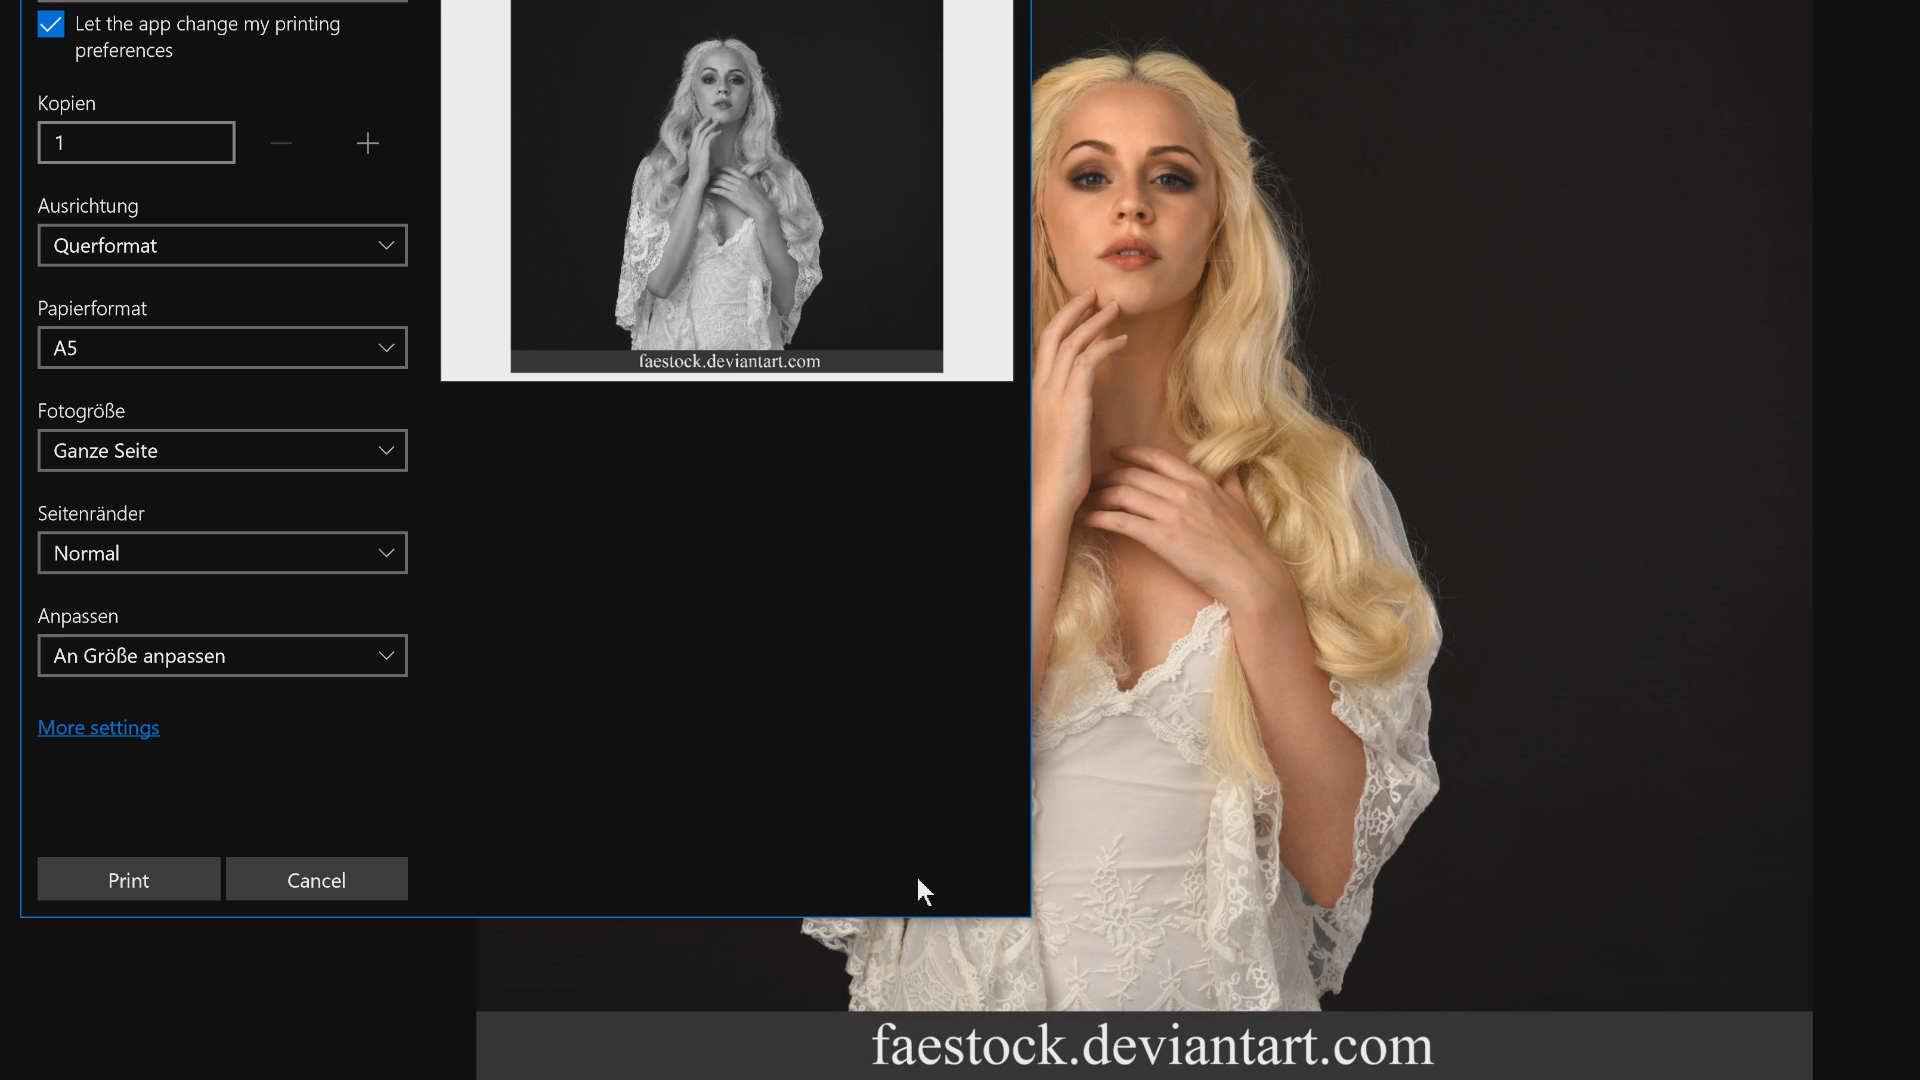 Let the app change my printing
preferences
Kopien
1
Ausrichtung
Querformat
Papierformat
A5
Fotogröße
Ganze Seite
Seitenränder
Normal
Anpassen
An Größe anpassen
More settings
Print
Cancel
faestock.deviantart.com
faestock.deviantart.com